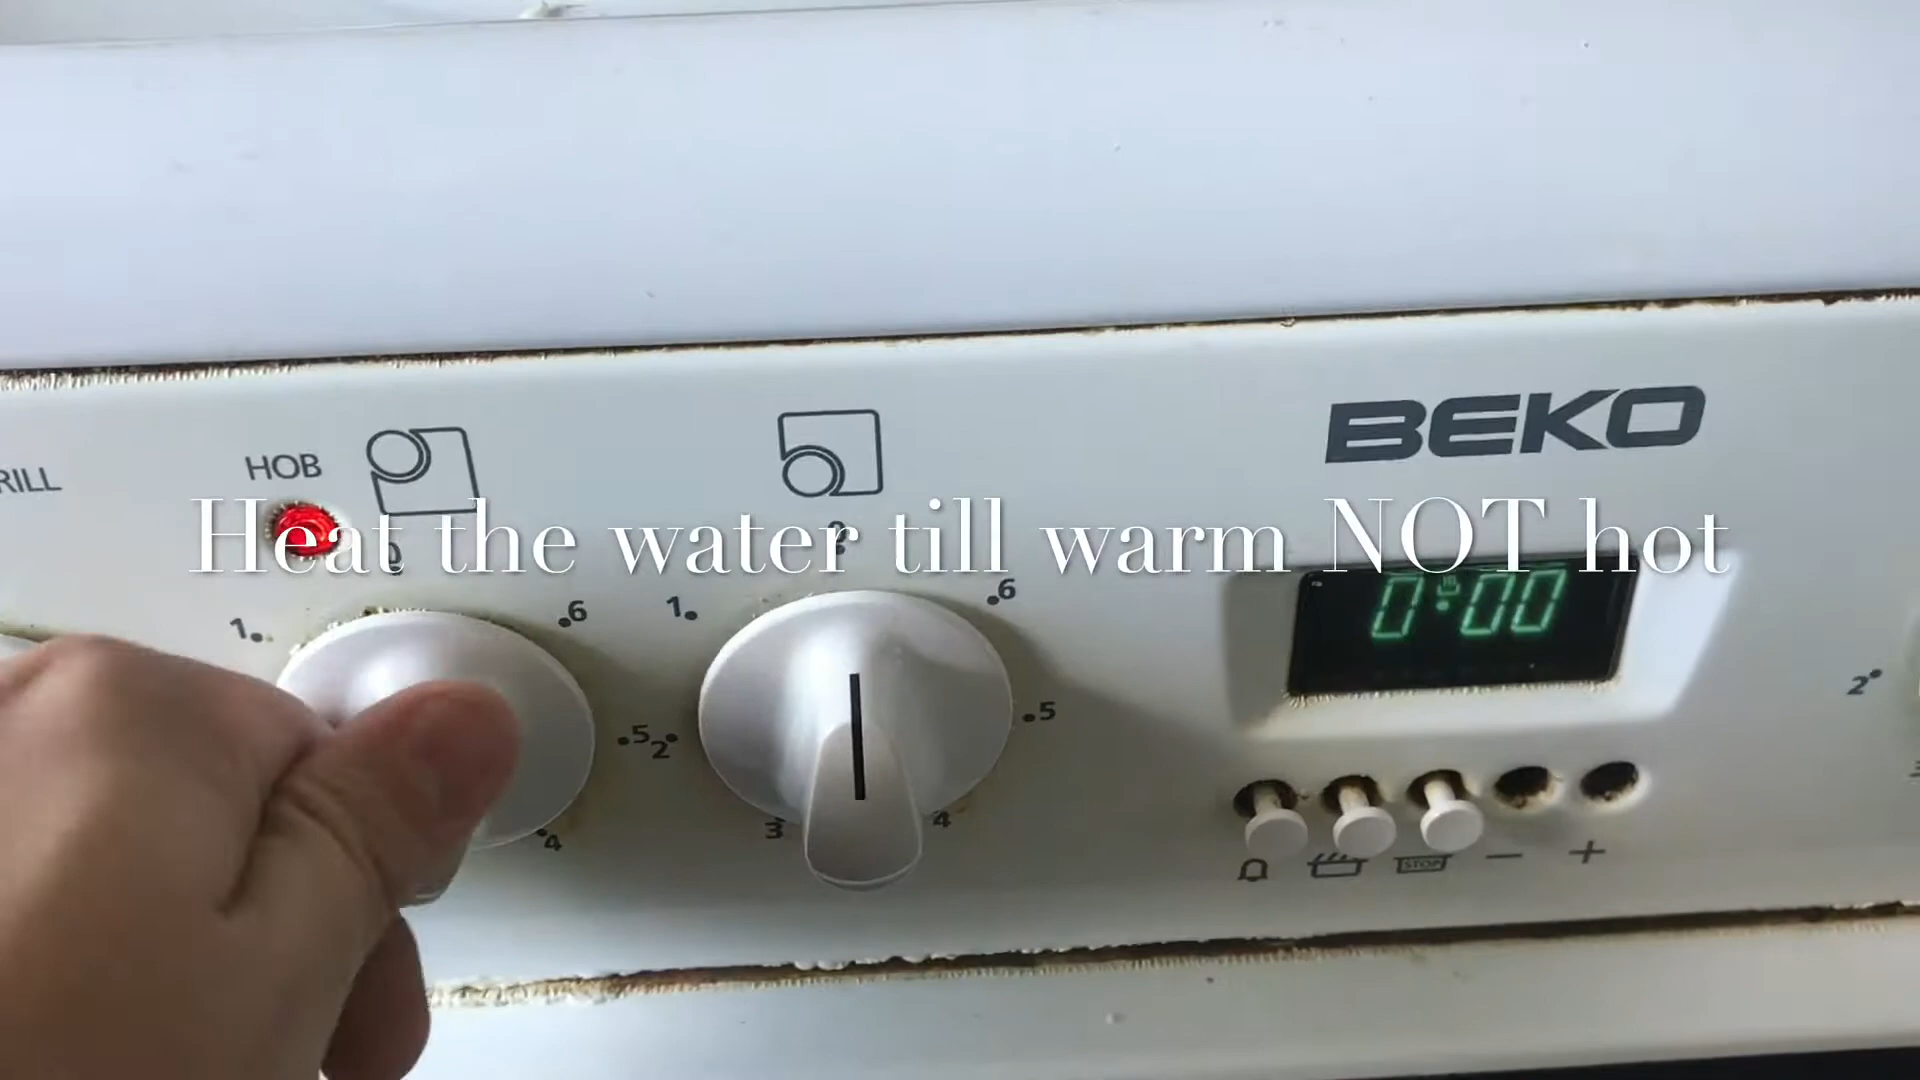 BEKO
HOB
RILL
Heat the water till warm NOT hot
0:00
1 6 1 6
5 2 5
4 3 4
2
STOP - +